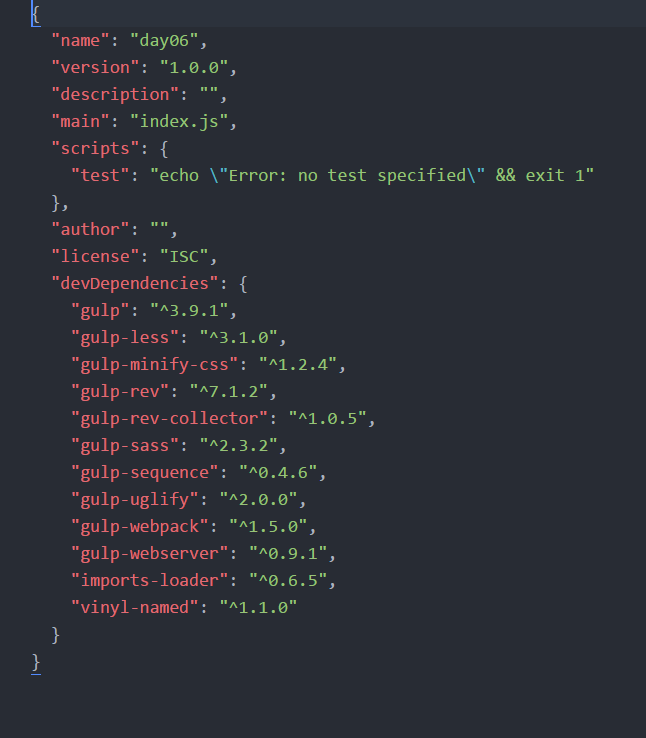 {
"name": "day06",
"version": "1.0.0",
"description": "",
"main": "index.js",
"scripts": {
"test": "echo \"Error: no test specified\" && exit 1"
},
"author": "",
"license": "ISC",
"devDependencies": {
"gulp": "^3.9.1",
"gulp-less": "^3.1.0",
"gulp-minify-css": "^1.2.4",
"gulp-rev": "^7.1.2",
"gulp-rev-collector": "^1.0.5",
"gulp-sass": "^2.3.2",
"gulp-sequence": "^0.4.6",
"gulp-uglify": "^2.0.0",
"gulp-webpack": "^1.5.0",
"gulp-webserver": "^0.9.1",
"imports-loader": "^0.6.5",
"vinyl-named": "^1.1.0"
}
}